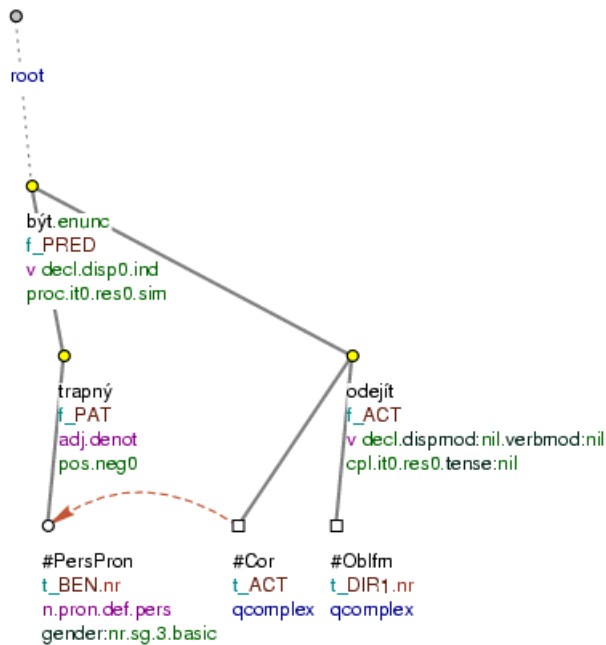 root
být.enunc
f_PRED
v decl.disp0.ind
proc.it0.res0.sim
trapný
f_PAT
adj.denot
pos.neg0
odejít
f_ACT
v decl.dispmod:nil.verbmod:nil
cpl.it0.res0.tense:nil
#PersPron
t_BEN.nr
n.pron.def.pers
gender:nr.sg.3.basic
#Cor
t_ACT
qcomplex
#Oblfm
t_DIR1.nr
qcomplex